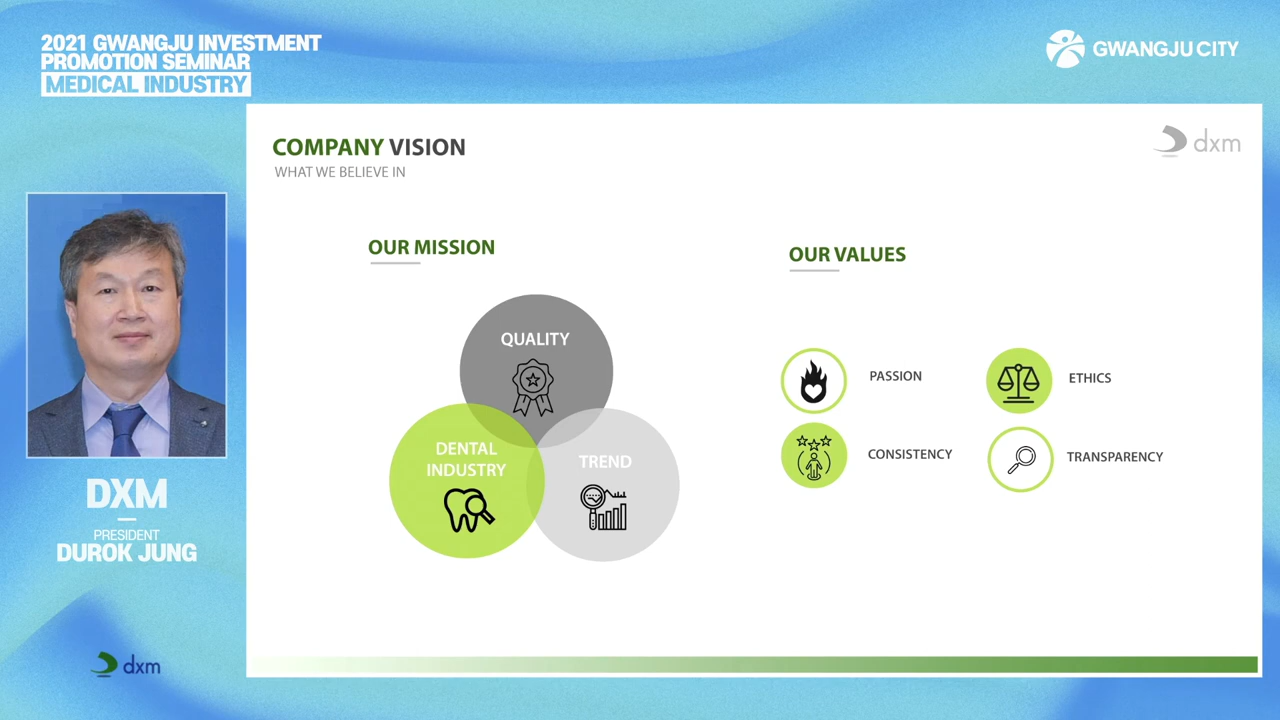 2021 GWANGJU INVESTMENT
PROMOTION SEMINAR
MEDICAL INDUSTRY
GWANGJU CITY
COMPANY VISION
WHAT WE BELIEVE IN
dxm
OUR MISSION
QUALITY
DENTAL
INDUSTRY
TREND
OUR VALUES
PASSION
ETHICS
CONSISTENCY
TRANSPARENCY
DXM
PRESIDENT
DUROK JUNG
dxm